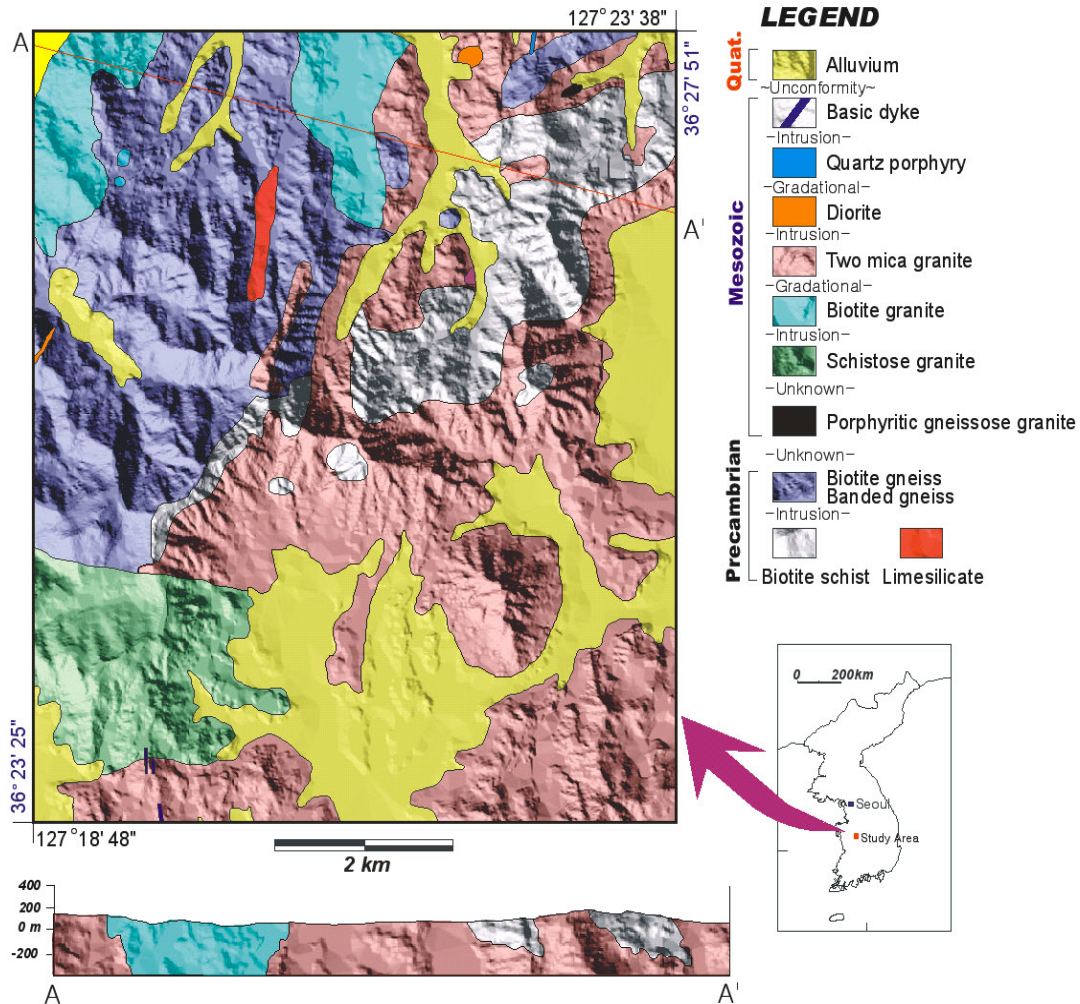 127°23'38"
LEGEND
A
36°27'51"
Quat.
Alluvium
~Unconformity~
Basic dyke
-Intrusion-
Quartz porphyry
-Gradational-
Diorite
-Intrusion-
Two mica granite
-Gradational-
Biotite granite
-Intrusion-
Schistose granite
-Unknown-
Porphyritic gneissose granite
-Unknown-
Mesozoic
A'
Precambrian
Biotite gneiss
Banded gneiss
-Intrusion-
Biotite schist Limesilicate
36°23'25"
127°18'48"
2 km
0 200km
Seoul
Study Area
400
200
0 m
-200
A
A'